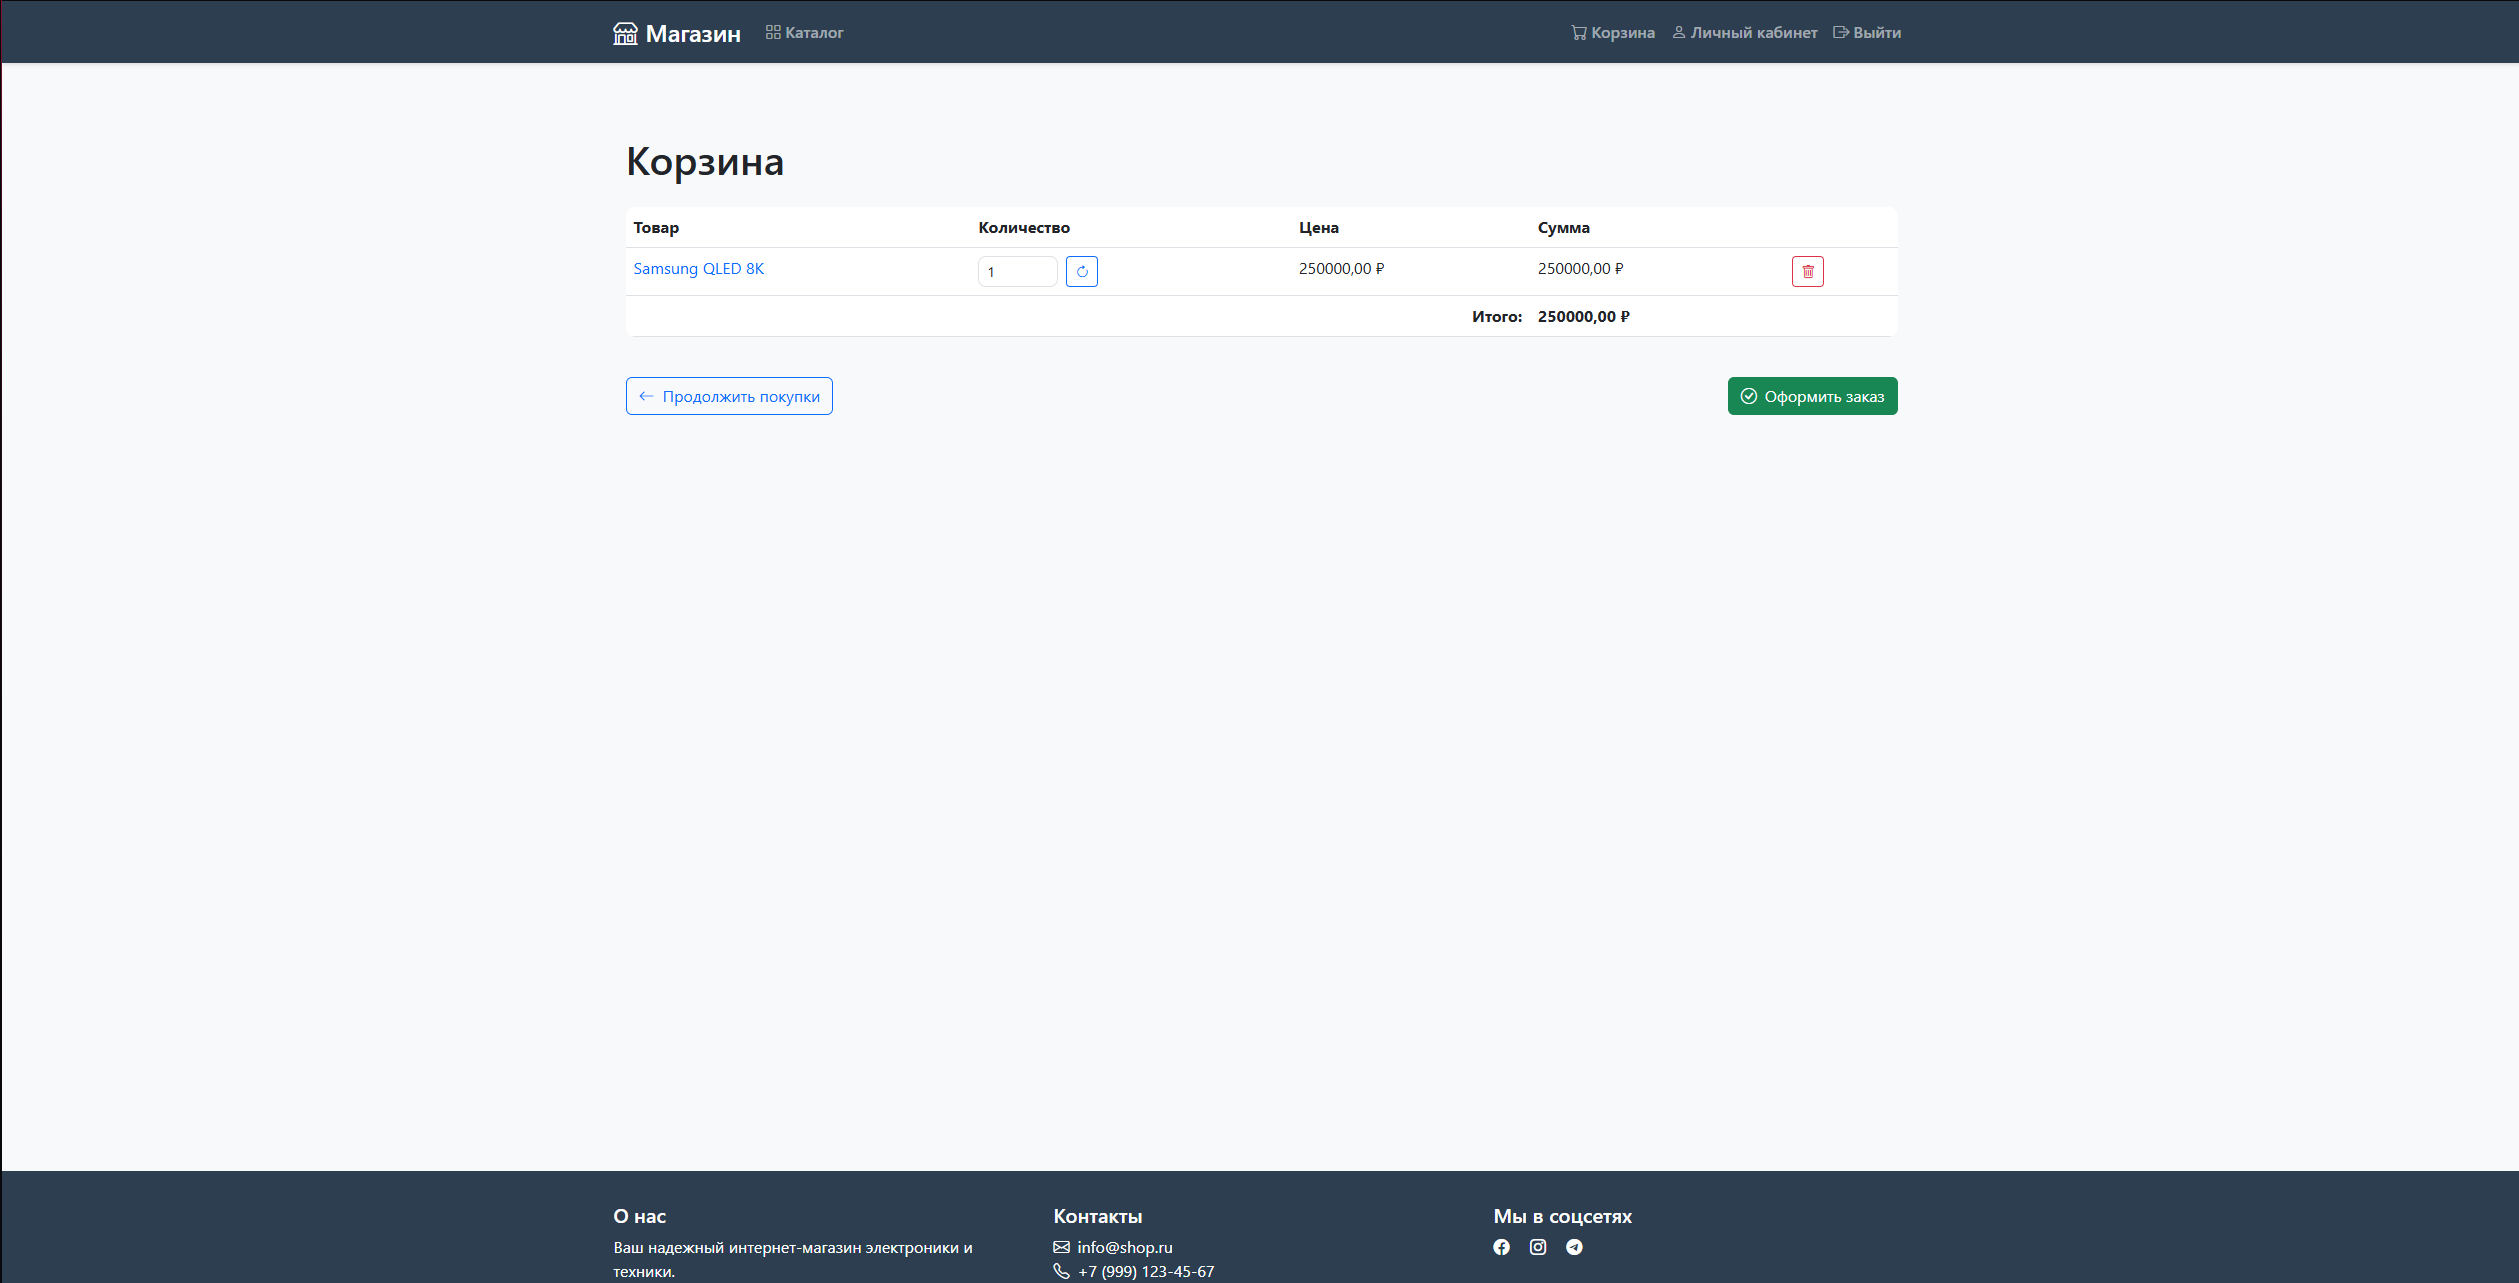 Магазин Каталог Корзина Личный кабинет Выйти
Корзина
Товар Количество Цена Сумма
Samsung QLED 8K 1 250000,00 ₽ 250000,00 ₽
Итого: 250000,00 ₽
Продолжить покупки Оформить заказ
О нас Контакты Мы в соцсетях
Ваш надежный интернет-магазин электроники и info@shop.ru
техники. +7 (999) 123-45-67